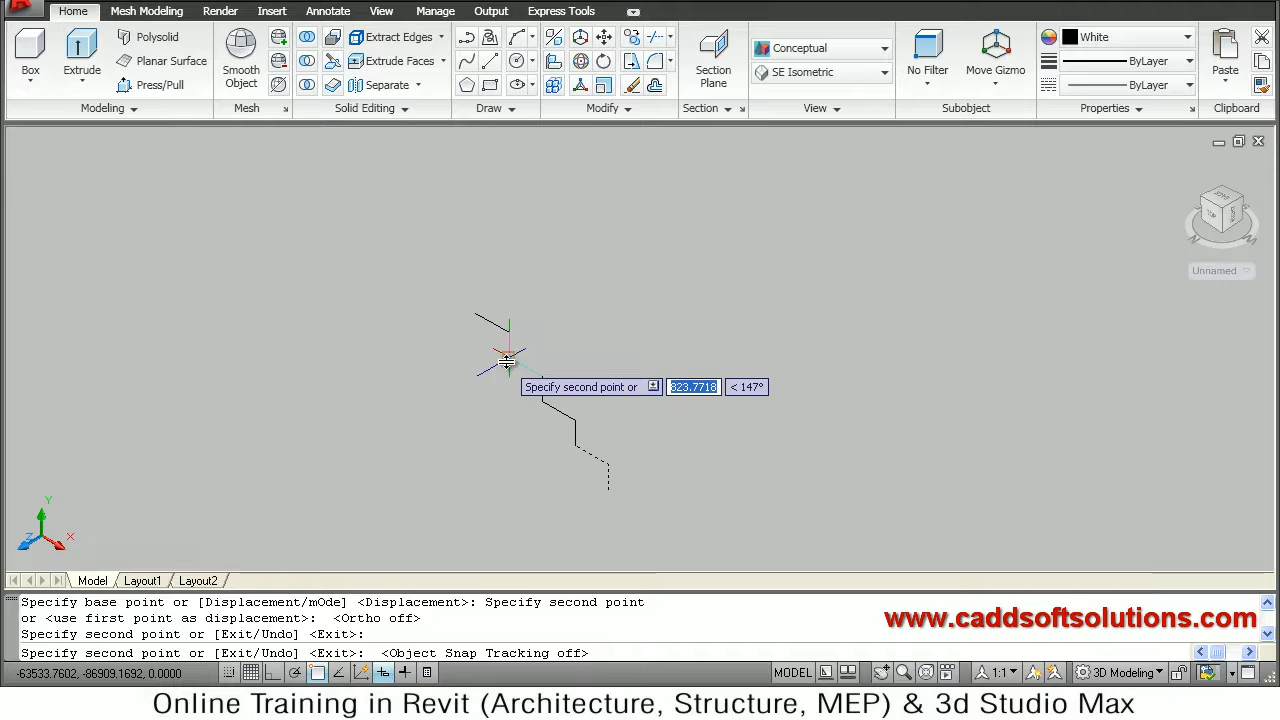 Home Mesh Modeling Render Insert Annotate View Manage Output Express Tools
Polysolid Extract Edges Conceptual White
Planar Surface Extrude Faces SE Isometric ByLayer
Press/Pull Separate ByLayer
Box Extrude Smooth Object Section Plane No Filter Move Gizmo Paste
Modeling Mesh Solid Editing Draw Modify Section View Subobject Properties Clipboard
Unnamed
Specify second point or 823.7718 < 147°
Y
Z X
Model Layout1 Layout2
Specify base point or [Displacement/mOde] <Displacement>: Specify second point
or <use first point as displacement>: <Ortho off>
Specify second point or [Exit/Undo] <Exit>:
Specify second point or [Exit/Undo] <Exit>: <Object Snap Tracking off>
www.caddsoftsolutions.com
-63533.7602, -86909.1692, 0.0000 MODEL 1:1 3D Modeling
Online Training in Revit (Architecture, Structure, MEP) & 3d Studio Max